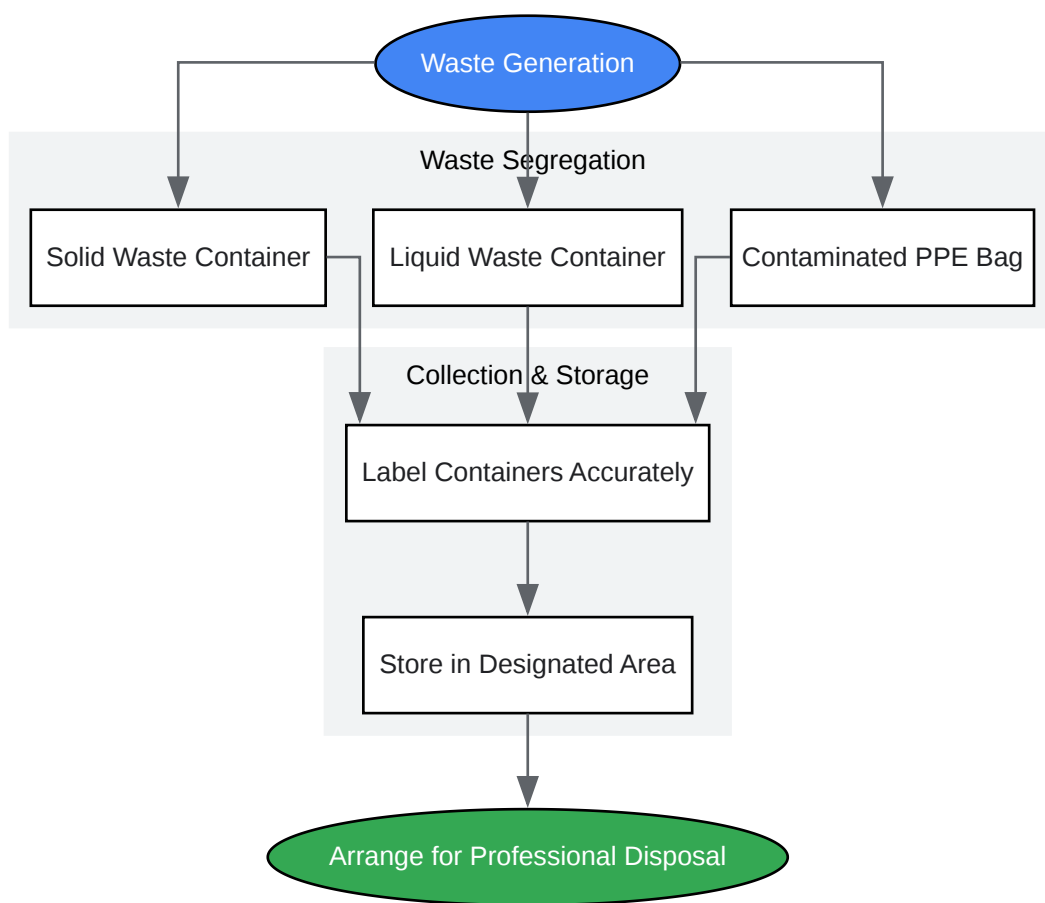 Waste Generation
Waste Segregation
Solid Waste Container
Liquid Waste Container
Contaminated PPE Bag
Collection & Storage
Label Containers Accurately
Store in Designated Area
Arrange for Professional Disposal